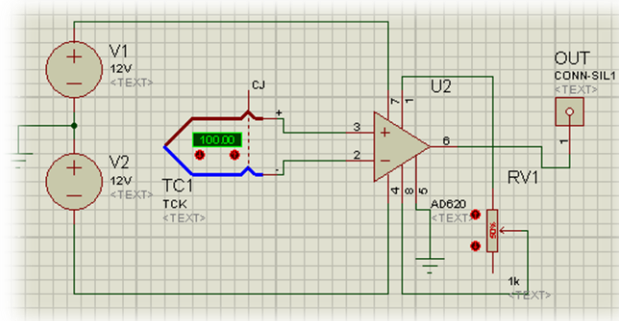 V1
12V
<TEXT>
V2
12V
<TEXT>
CJ
+
-
100.00
TC1
TCK
<TEXT>
U2
7
1
3
2
6
4
8
5
AD620
<TEXT>
OUT
CONN-SIL1
<TEXT>
1
RV1
50%
1k
<TEXT>